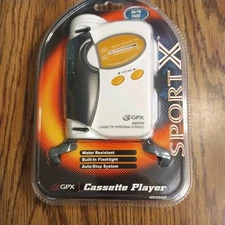 AM/FM
RADIO
SPORT X
VOLUME
GPX
CASSETTE PERSONAL STEREO
Water Resistant
Built-In Flashlight
Auto-Stop System
GPX Cassette Player